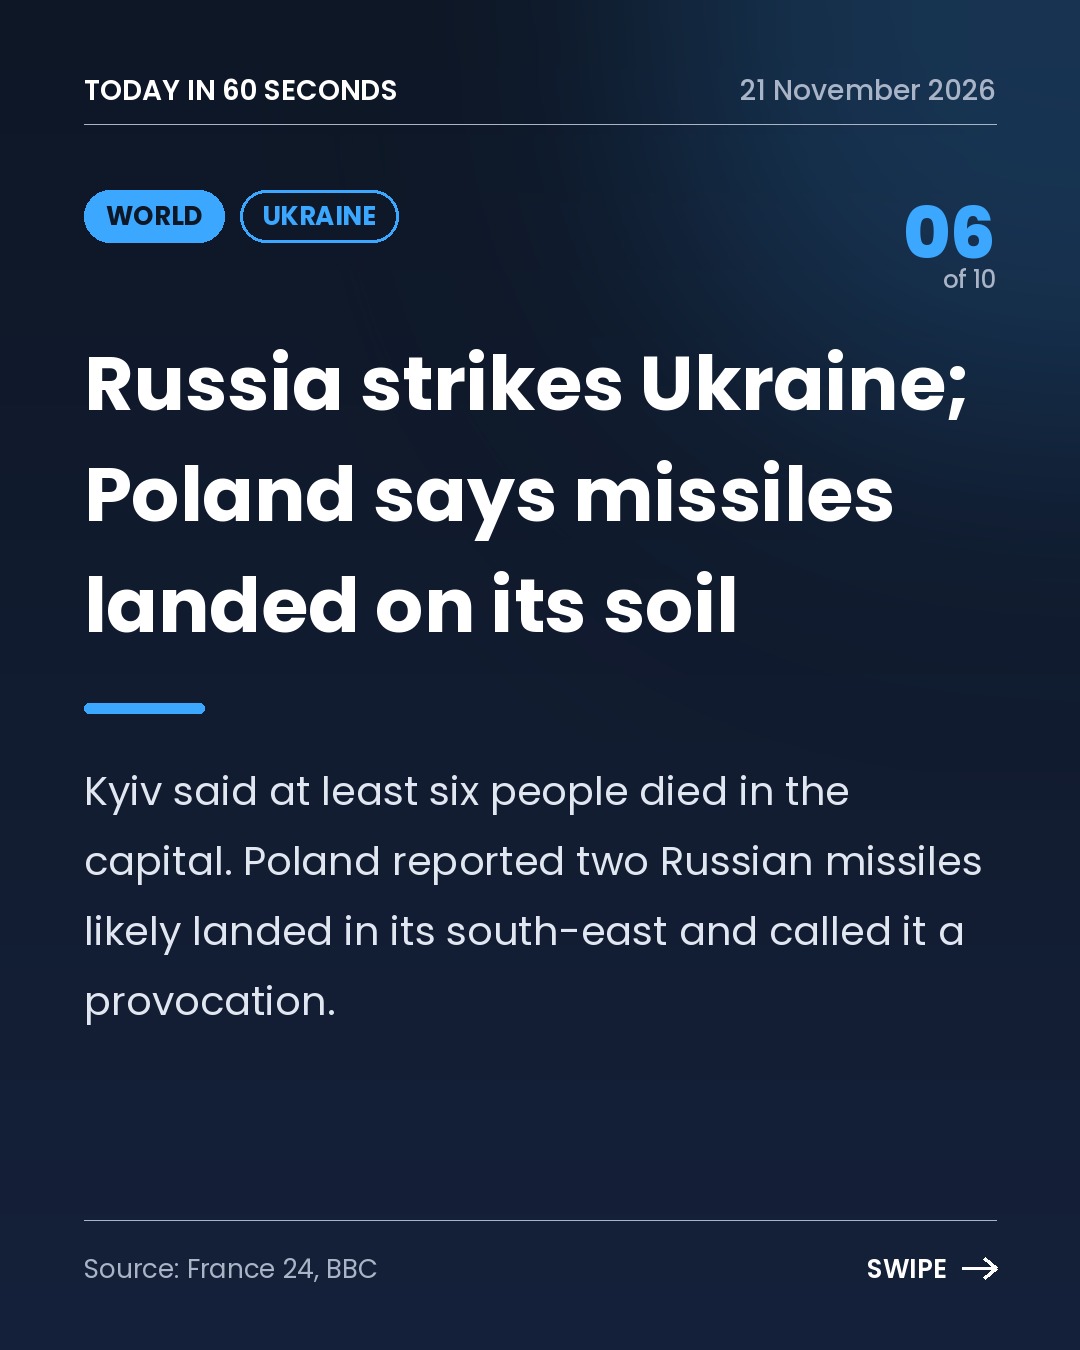 TODAY IN 60 SECONDS
21 November 2026
WORLD
UKRAINE
06
of 10
Russia strikes Ukraine;
Poland says missiles
landed on its soil
Kyiv said at least six people died in the
capital. Poland reported two Russian missiles
likely landed in its south-east and called it a
provocation.
Source: France 24, BBC
SWIPE